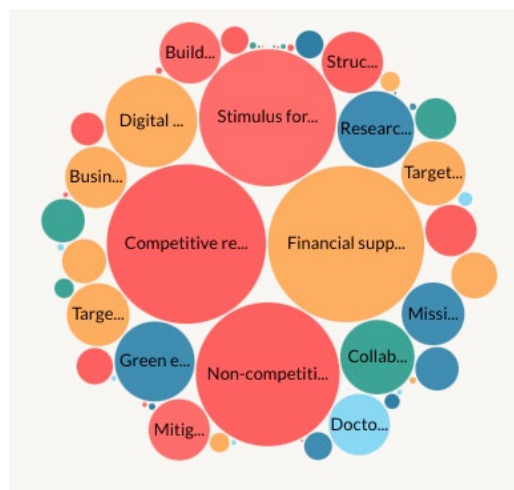 Build...
Struc...
Digital ...
Stimulus for...
Researc...
Busin...
Target...
Competitive re...
Financial supp...
Targe...
Missi...
Green e...
Non-competiti...
Collab...
Mitig...
Docto...